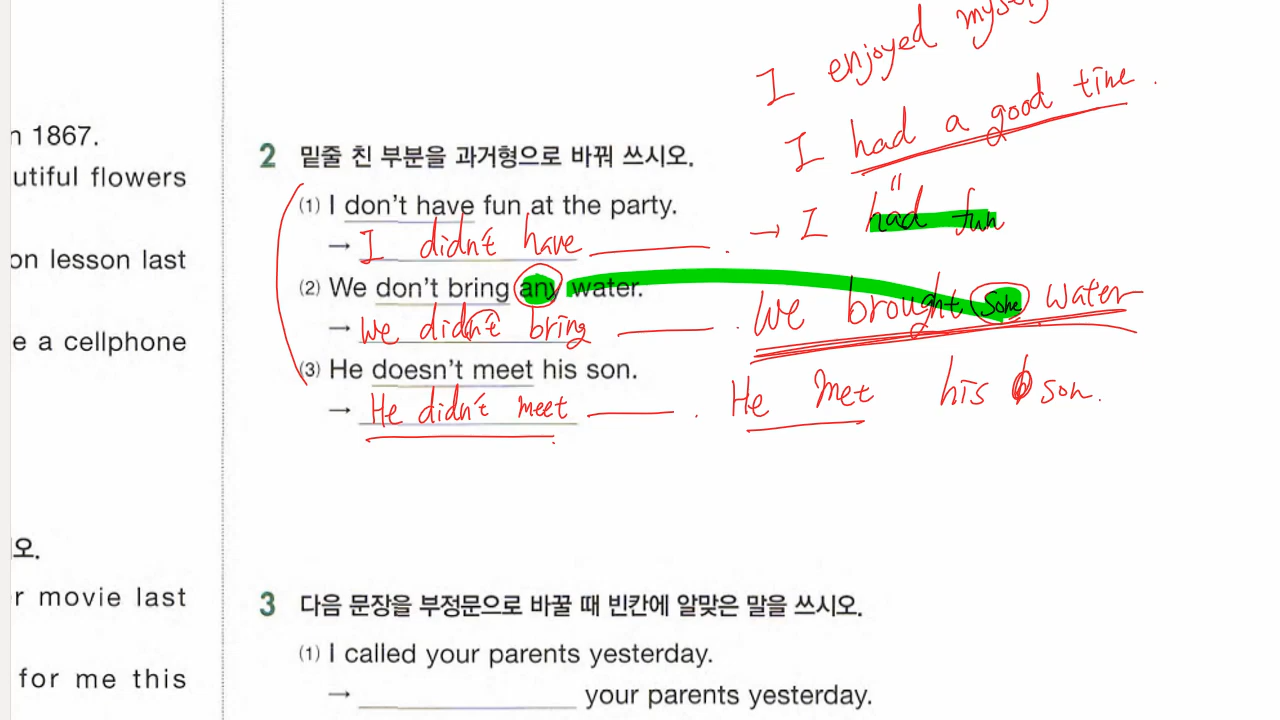 n 1867.
utiful flowers
on lesson last
e a cellphone
오.
r movie last
for me this
2 밑줄 친 부분을 과거형으로 바꿔 쓰시오.
(1) I don't have fun at the party.
→ I didn't have
(2) We don't bring any water.
→ We didn't bring
(3) He doesn't meet his son.
→ He didn't meet
I enjoyed
I had a good time.
→ I had fun
We brought some water
He met his son.
3 다음 문장을 부정문으로 바꿀 때 빈칸에 알맞은 말을 쓰시오.
(1) I called your parents yesterday.
→ your parents yesterday.